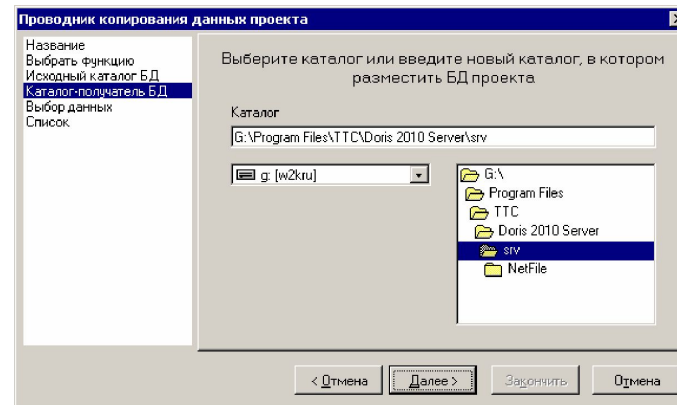 Проводник копирования данных проекта
Название
Выбрать функцию
Исходный каталог БД
Каталог-получатель БД
Выбор данных
Список
Выберите каталог или введите новый каталог, в котором
разместить БД проекта
Каталог
G:\Program Files\TTC\Doris 2010 Server\srv
g: [w2kru]
G:\
Program Files
TTC
Doris 2010 Server
srv
NetFile
< Отмена
Далее >
Закончить
Отмена